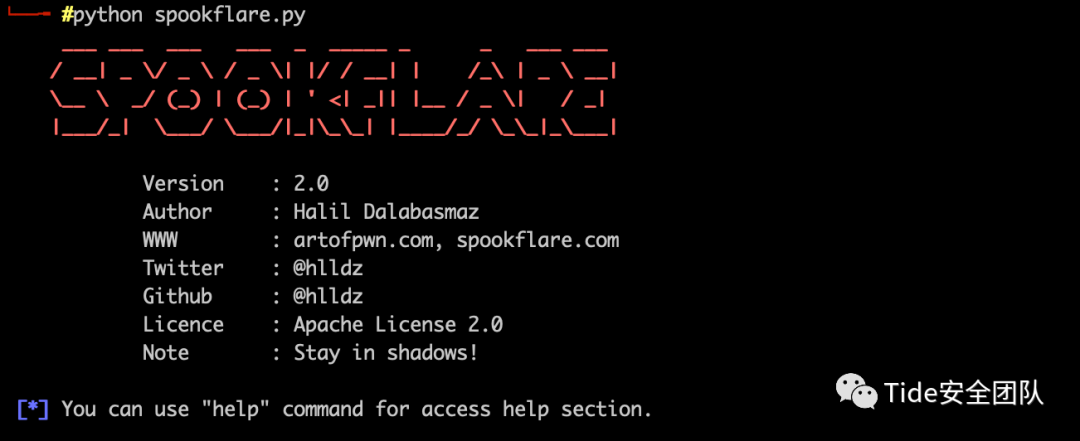 #python spookflare.py
SPOOKFLARE
Version : 2.0
Author : Halil Dalabasmaz
WWW : artofpwn.com, spookflare.com
Twitter : @hlldz
Github : @hlldz
Licence : Apache License 2.0
Note : Stay in shadows!
[*] You can use "help" command for access help section.
Tide安全团队